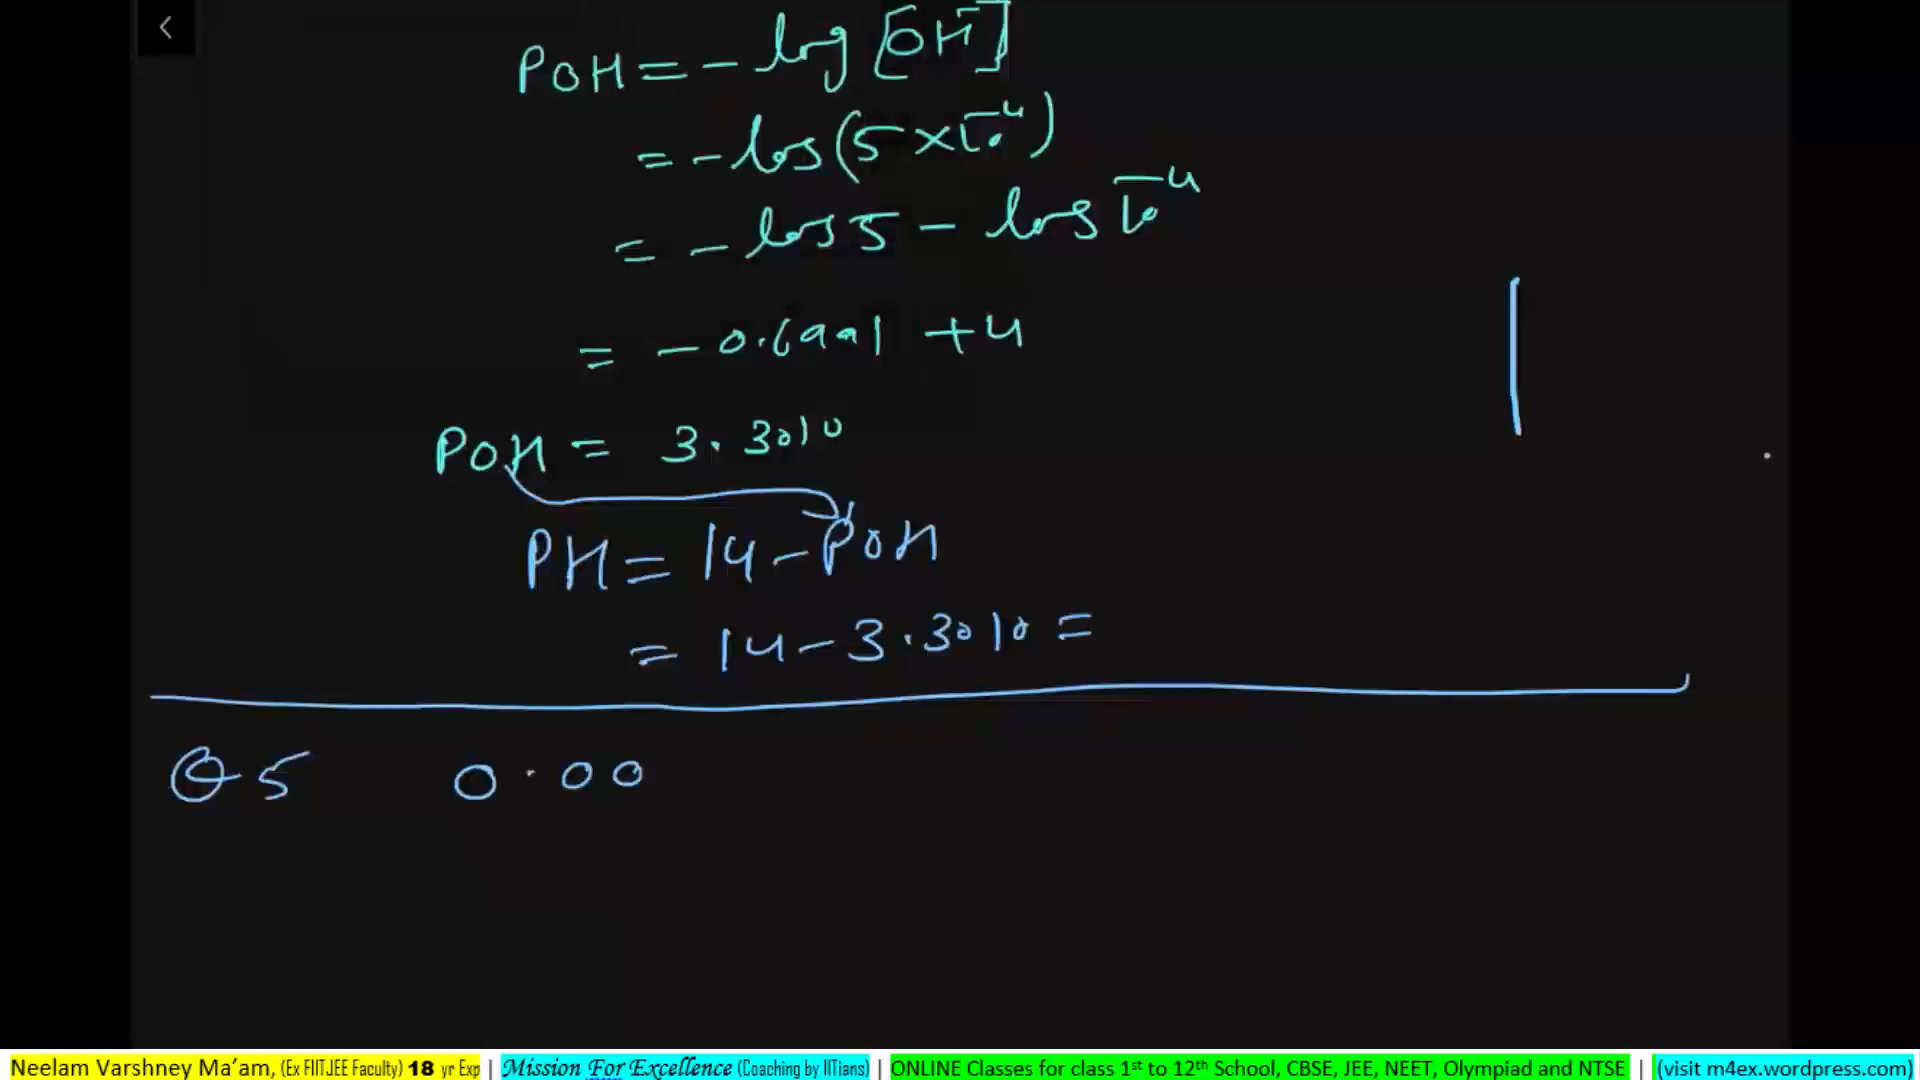 POH = - log [OH⁻]
= - log (5 × 10⁻⁴)
= - log 5 - log 10⁻⁴
= - 0.6991 + 4
POH = 3.3010
PH = 14 - POH
= 14 - 3.3010 =
Q5 0.00
Neelam Varshney Ma’am, (Ex FIITJEE Faculty) 18 yr Exp | Mission For Excellence (Coaching by IITians) | ONLINE Classes for class 1st to 12th School, CBSE, JEE, NEET, Olympiad and NTSE | (visit m4ex.wordpress.com)